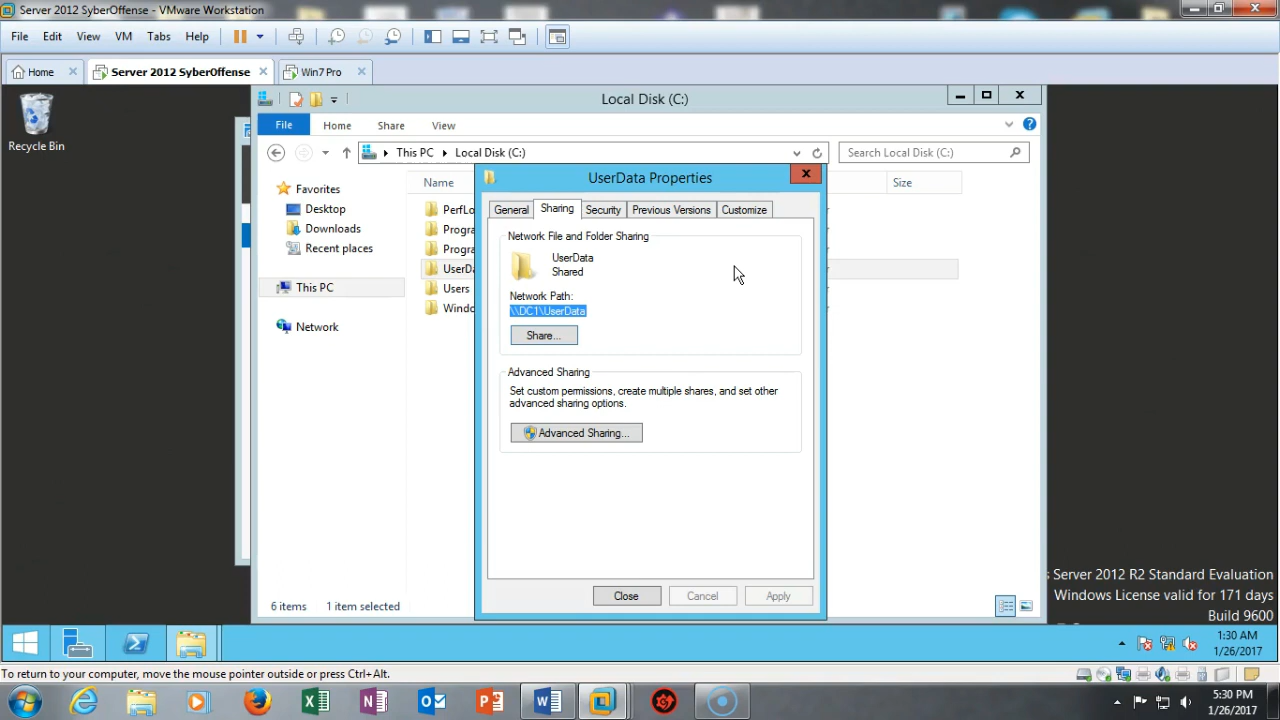 Server 2012 SyberOffense - VMware Workstation
File Edit View VM Tabs Help
Home Server 2012 SyberOffense Win7 Pro
Recycle Bin
Local Disk (C:)
File Home Share View
This PC Local Disk (C:) Search Local Disk (C:)
Name Size
Favorites
Desktop
Downloads
Recent places
This PC
Network
PerfLo
Progra
Progra
UserDa
Users
Windo
UserData Properties
General Sharing Security Previous Versions Customize
Network File and Folder Sharing
UserData
Shared
Network Path:
\\DC1\UserData
Share...
Advanced Sharing
Set custom permissions, create multiple shares, and set other
advanced sharing options.
Advanced Sharing...
Close Cancel Apply
6 items 1 item selected
Server 2012 R2 Standard Evaluation
Windows License valid for 171 days
Build 9600
1:30 AM
1/26/2017
To return to your computer, move the mouse pointer outside or press Ctrl+Alt.
5:30 PM
1/26/2017